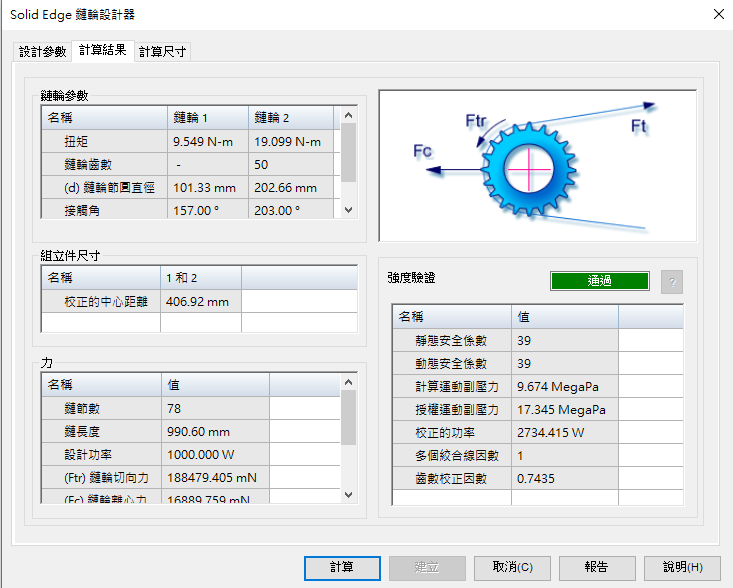 Solid Edge 鏈輪設計器
設計參數 計算結果 計算尺寸
鏈輪參數
名稱 鏈輪 1 鏈輪 2
扭矩 9.549 N-m 19.099 N-m
鏈輪齒數 - 50
(d) 鏈輪節圓直徑 101.33 mm 202.66 mm
接觸角 157.00 ° 203.00 °
組立件尺寸
名稱 1 和 2
校正的中心距離 406.92 mm
力
名稱 值
鏈節數 78
鏈長度 990.60 mm
設計功率 1000.000 W
(Ftr) 鏈輪切向力 188479.405 mN
(Fc) 鏈輪離心力 16889.759 mN
Ftr
Ft
Fc
強度驗證 通過 ?
名稱 值
靜態安全係數 39
動態安全係數 39
計算運動副壓力 9.674 MegaPa
授權運動副壓力 17.345 MegaPa
校正的功率 2734.415 W
多個絞合線因數 1
齒數校正因數 0.7435
計算 建立 取消(C) 報告 說明(H)